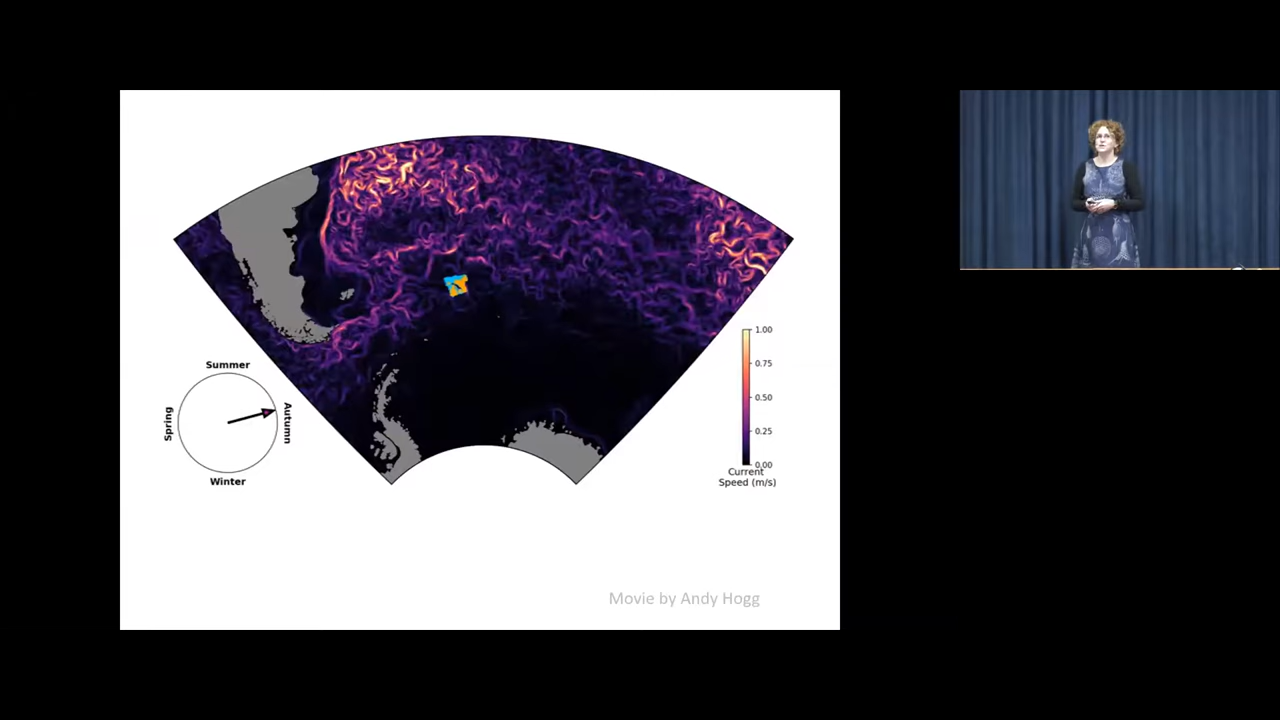 Summer
Spring
Autumn
Winter
1.00
0.75
0.50
0.25
0.00
Current
Speed (m/s)
Movie by Andy Hogg